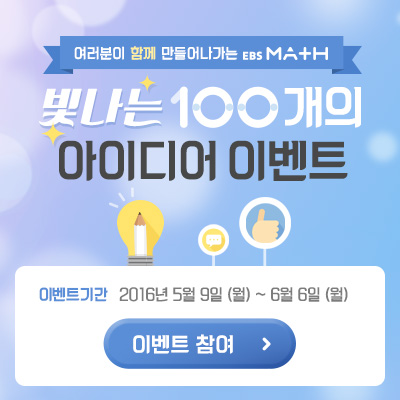 여러분이 함께 만들어나가는 EBS MATH
빛나는 100개의
아이디어 이벤트
이벤트기간 2016년 5월 9일 (월) ~ 6월 6일 (월)
이벤트 참여 >